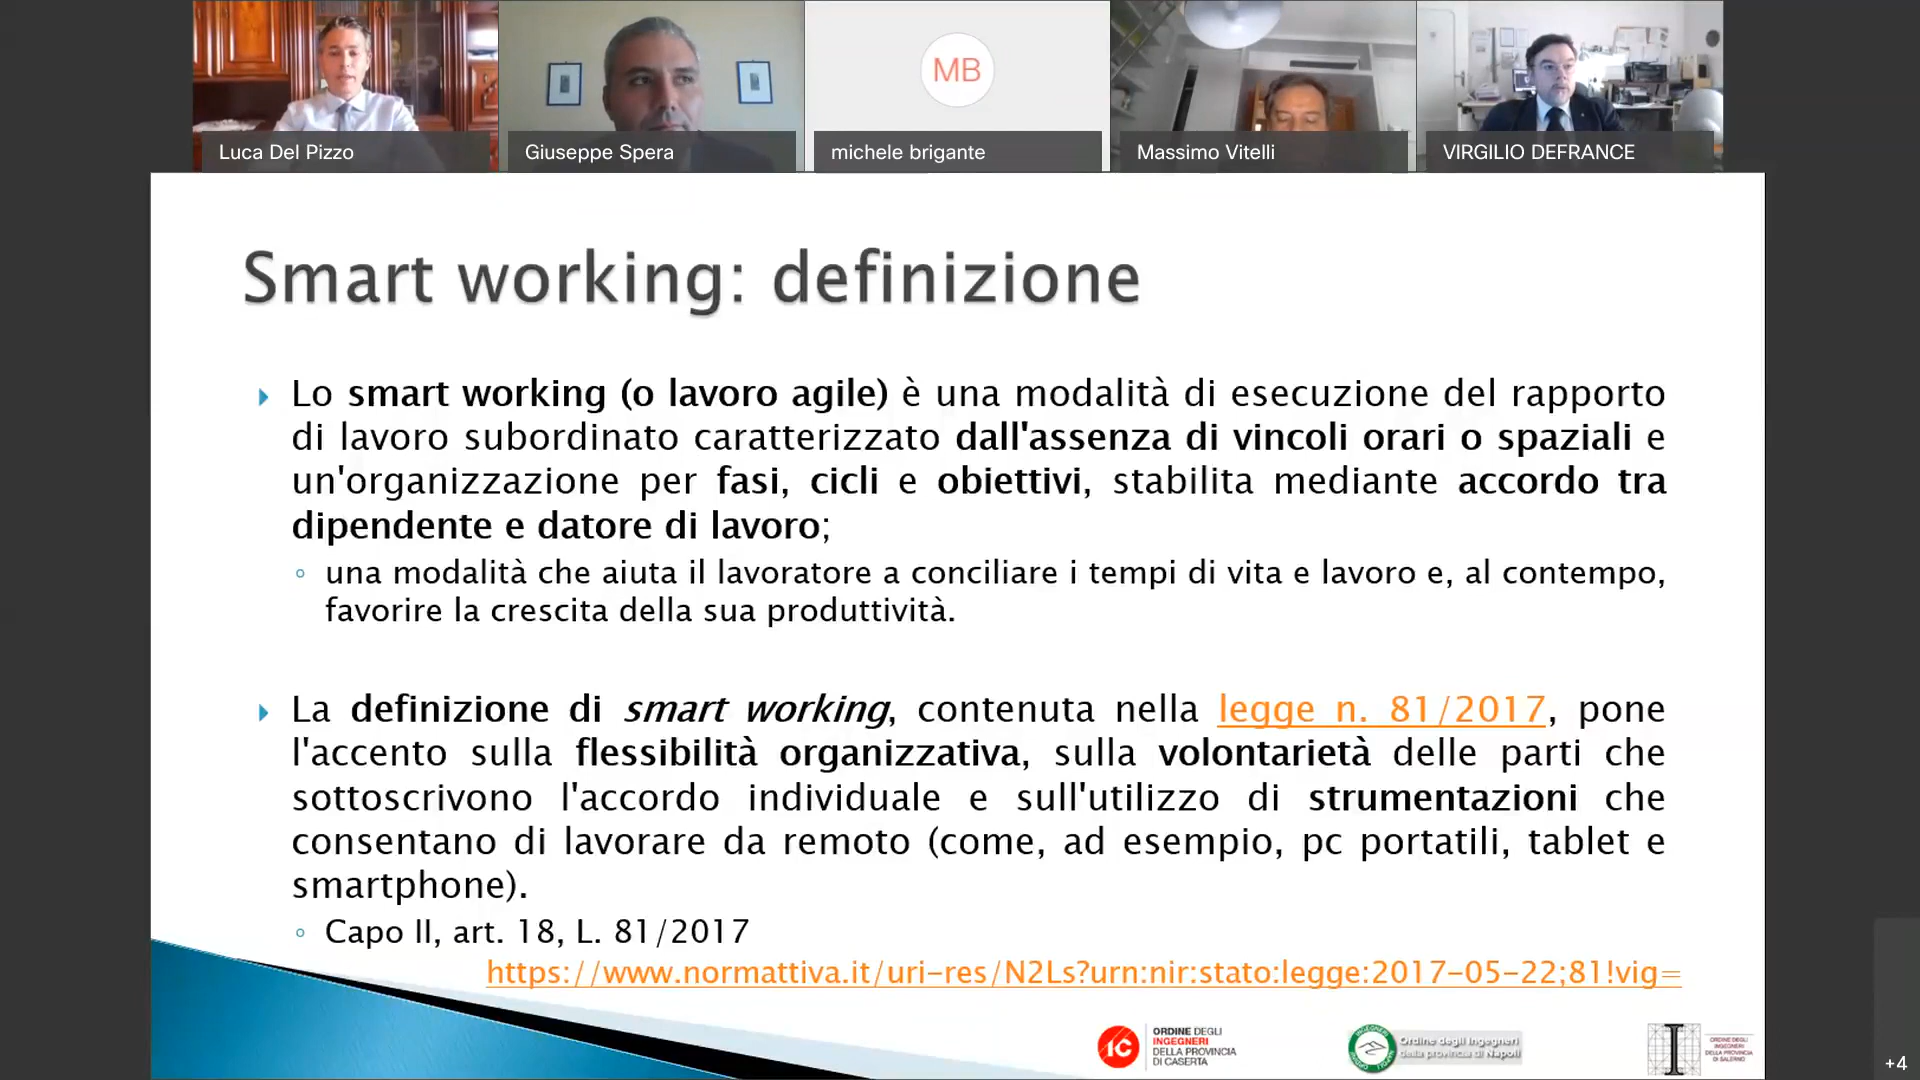 MB
Luca Del Pizzo
Giuseppe Spera
michele brigante
Massimo Vitelli
VIRGILIO DEFRANCE
Smart working: definizione
Lo smart working (o lavoro agile) è una modalità di esecuzione del rapporto
di lavoro subordinato caratterizzato dall'assenza di vincoli orari o spaziali e
un'organizzazione per fasi, cicli e obiettivi, stabilita mediante accordo tra
dipendente e datore di lavoro;
una modalità che aiuta il lavoratore a conciliare i tempi di vita e lavoro e, al contempo,
favorire la crescita della sua produttività.
La definizione di smart working, contenuta nella legge n. 81/2017, pone
l'accento sulla flessibilità organizzativa, sulla volontarietà delle parti che
sottoscrivono l'accordo individuale e sull'utilizzo di strumentazioni che
consentano di lavorare da remoto (come, ad esempio, pc portatili, tablet e
smartphone).
Capo II, art. 18, L. 81/2017
https://www.normattiva.it/uri-res/N2Ls?urn:nir:stato:legge:2017-05-22;81!vig=
IC
ORDINE DEGLI
INGEGNERI
DELLA PROVINCIA
DI CASERTA
Ordine degli Ingegneri
della provincia di Napoli
ORDINE DEGLI
INGEGNERI
DELLA PROVINCIA
DI SALERNO
+4